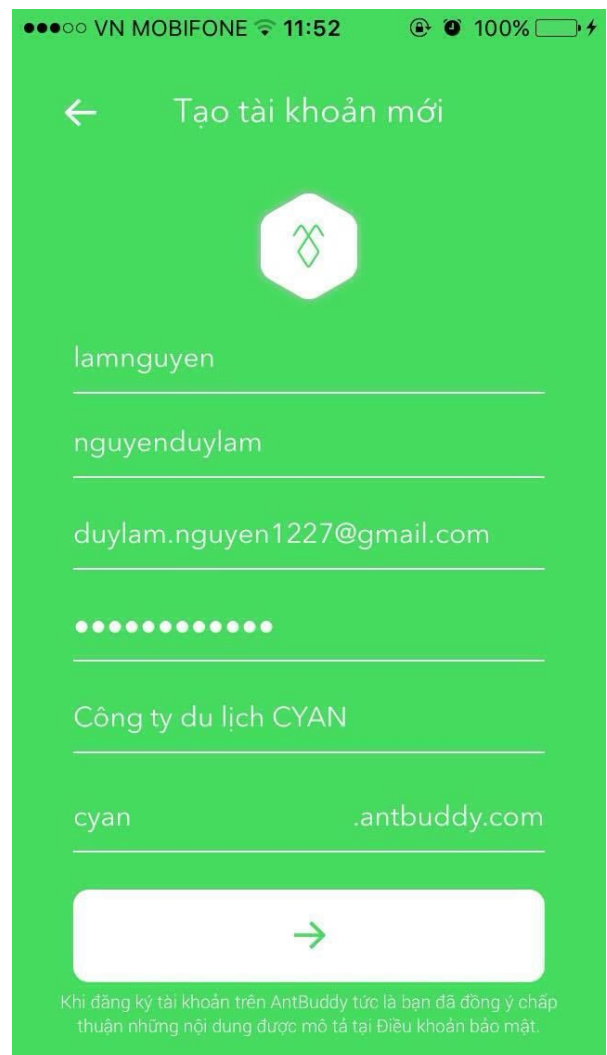 VN MOBIFONE 11:52 100%
Tạo tài khoản mới
lamnguyen
nguyenduylam
duylam.nguyen1227@gmail.com
●●●●●●●●●●●●
Công ty du lịch CYAN
cyan .antbuddy.com
Khi đăng ký tài khoản trên AntBuddy tức là bạn đã đồng ý chấp
thuận những nội dung được mô tả tại Điều khoản bảo mật.